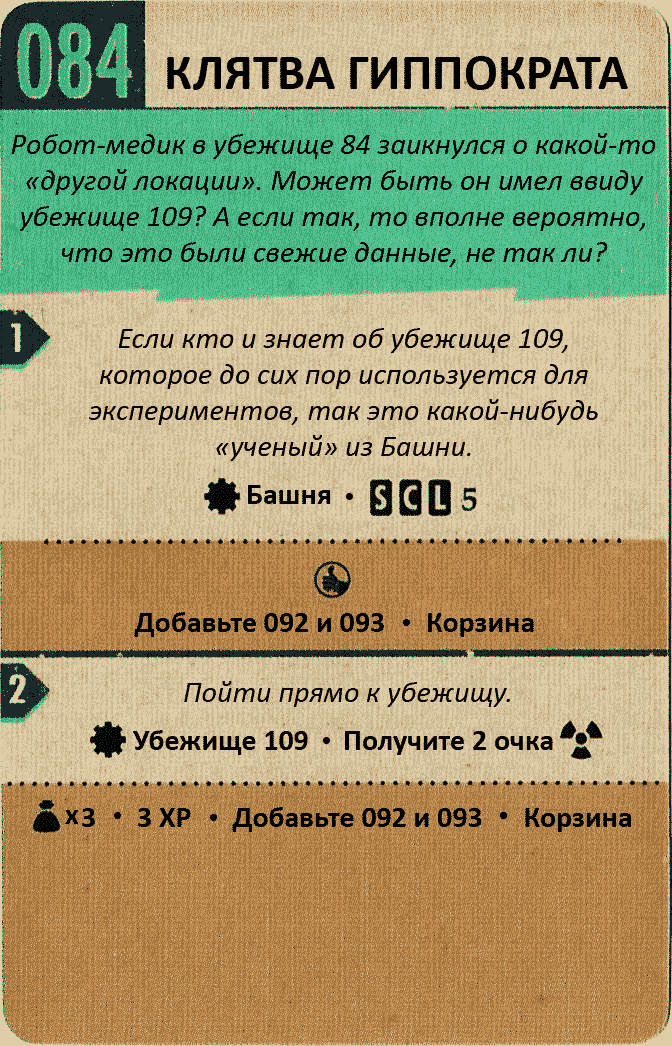 084
КЛЯТВА ГИППОКРАТА
Робот-медик в убежище 84 заикнулся о какой-то
«другой локации». Может быть он имел ввиду
убежище 109? А если так, то вполне вероятно,
что это были свежие данные, не так ли?
1
Если кто и знает об убежище 109,
которое до сих пор используется для
экспериментов, так это какой-нибудь
«ученый» из Башни.
Башня • S C L 5
Добавьте 092 и 093 • Корзина
2
Пойти прямо к убежищу.
Убежище 109 • Получите 2 очка
x3 • 3 XP • Добавьте 092 и 093 • Корзина